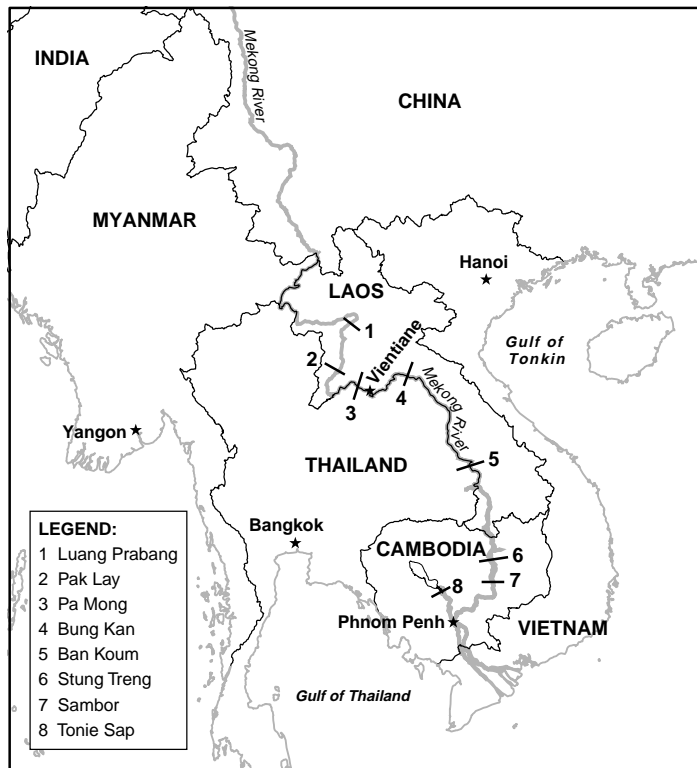 INDIA
Mekong River
CHINA
MYANMAR
Hanoi
LAOS
1
Gulf of
Tonkin
Vientiane
2
3
4
Mekong River
Yangon
5
THAILAND
LEGEND:
1 Luang Prabang
2 Pak Lay
3 Pa Mong
4 Bung Kan
5 Ban Koum
6 Stung Treng
7 Sambor
8 Tonie Sap
Bangkok
CAMBODIA
6
7
8
Phnom Penh
VIETNAM
Gulf of Thailand